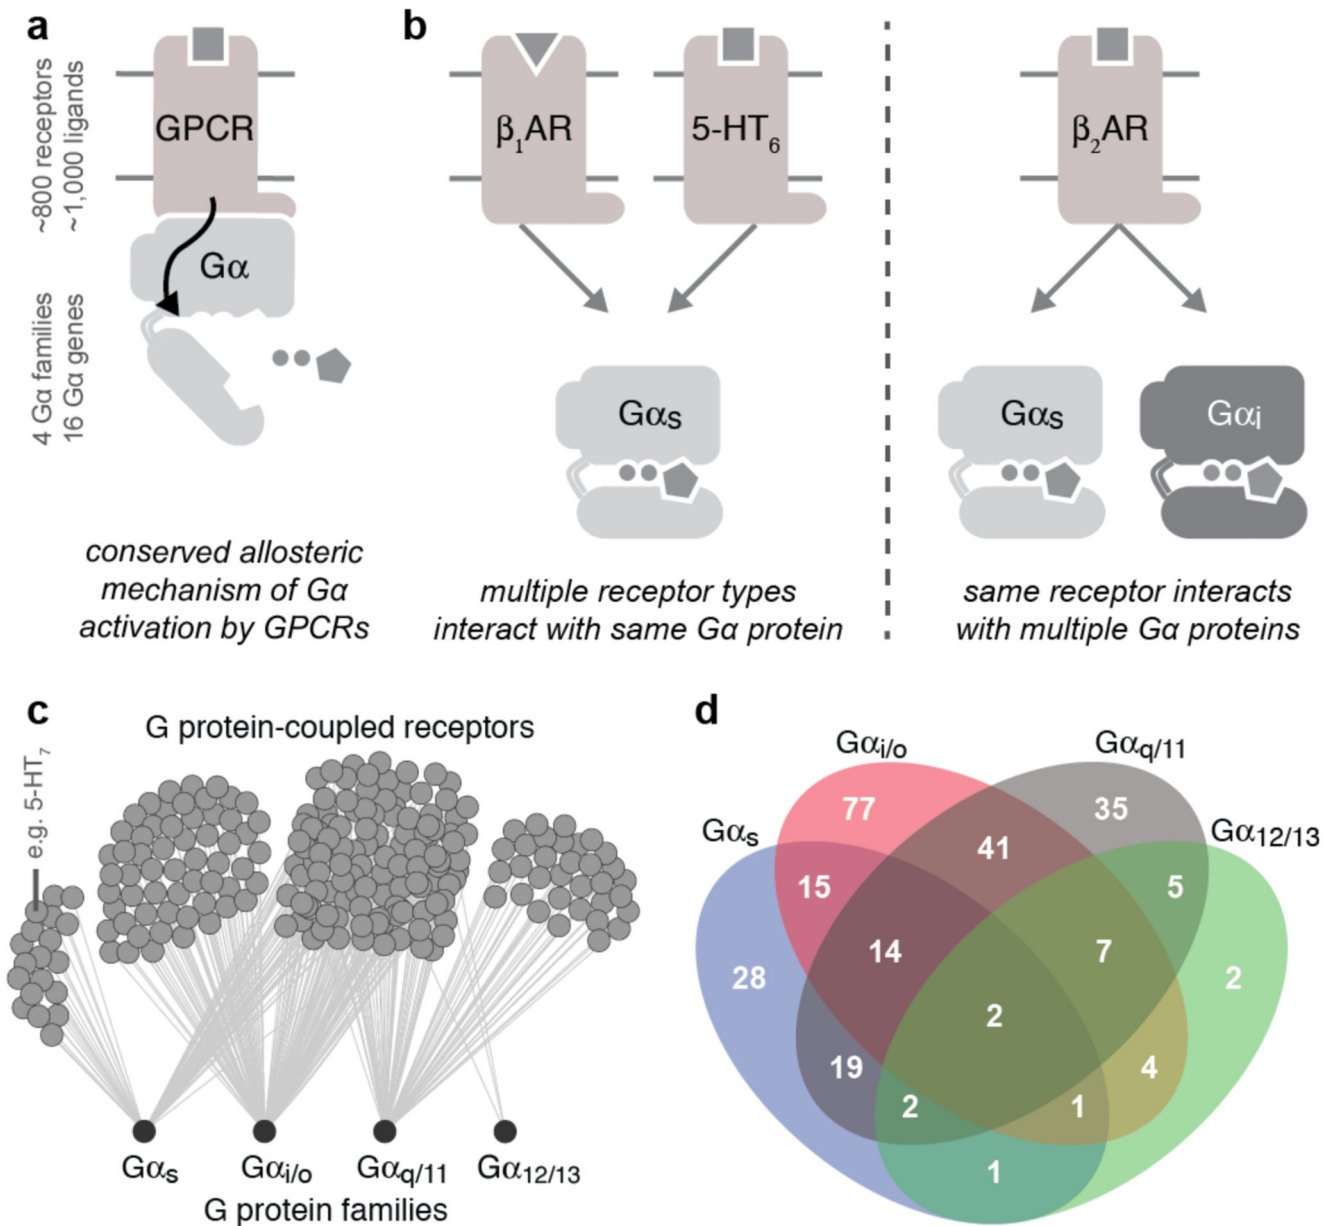 a
~800 receptors
~1,000 ligands
4 Gα families
16 Gα genes
GPCR
Gα
conserved allosteric
mechanism of Gα
activation by GPCRs
b
β₁AR
5-HT₆
Gαs
multiple receptor types
interact with same Gα protein
β₂AR
Gαs
Gαi
same receptor interacts
with multiple Gα proteins
c
G protein-coupled receptors
e.g. 5-HT₇
Gαs Gαi/o Gαq/11 Gα12/13
G protein families
d
Gαi/o Gαq/11
Gαs Gα12/13
77 35
41
15 5
14 7
28 2
2
19 4
2 1
1